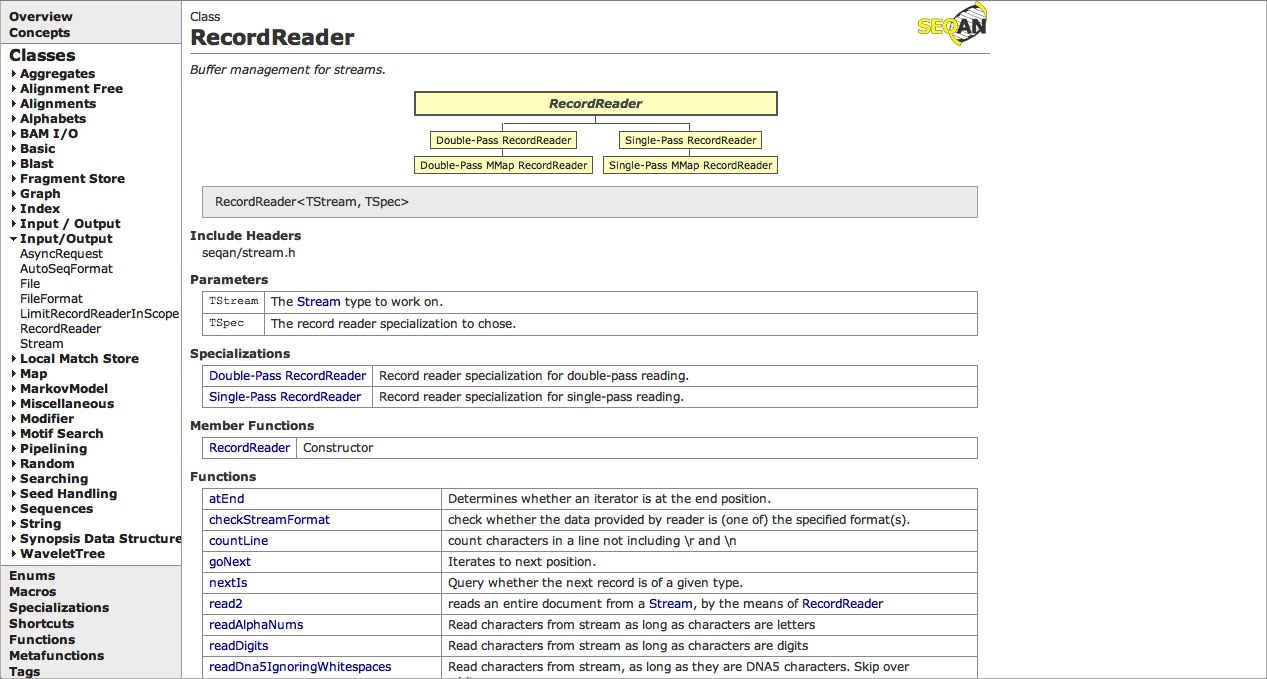 Overview
Concepts
Classes
Aggregates
Alignment Free
Alignments
Alphabets
BAM I/O
Basic
Blast
Fragment Store
Graph
Index
Input / Output
Input/Output
AsyncRequest
AutoSeqFormat
File
FileFormat
LimitRecordReaderInScope
RecordReader
Stream
Local Match Store
Map
MarkovModel
Miscellaneous
Modifier
Motif Search
Pipelining
Random
Searching
Seed Handling
Sequences
String
Synopsis Data Structure
WaveletTree
Enums
Macros
Specializations
Shortcuts
Functions
Metafunctions
Tags
Class
RecordReader
SEQAN
Buffer management for streams.
RecordReader
Double-Pass RecordReader Single-Pass RecordReader
Double-Pass MMap RecordReader Single-Pass MMap RecordReader
RecordReader<TStream, TSpec>
Include Headers
seqan/stream.h
Parameters
TStream The Stream type to work on.
TSpec The record reader specialization to chose.
Specializations
Double-Pass RecordReader Record reader specialization for double-pass reading.
Single-Pass RecordReader Record reader specialization for single-pass reading.
Member Functions
RecordReader Constructor
Functions
atEnd Determines whether an iterator is at the end position.
checkStreamFormat check whether the data provided by reader is (one of) the specified format(s).
countLine count characters in a line not including \r and \n
goNext Iterates to next position.
nextIs Query whether the next record is of a given type.
read2 reads an entire document from a Stream, by the means of RecordReader
readAlphaNums Read characters from stream as long as characters are letters
readDigits Read characters from stream as long as characters are digits
readDna5IgnoringWhitespaces Read characters from stream, as long as they are DNA5 characters. Skip over